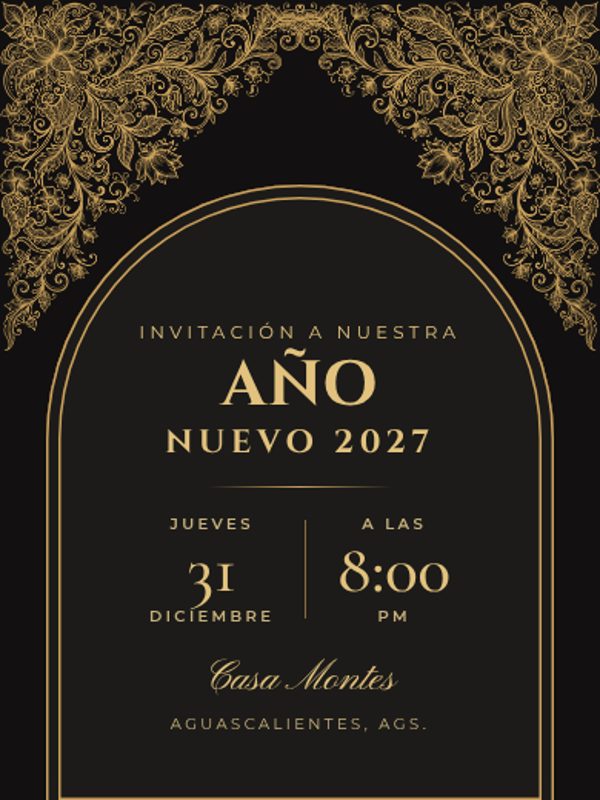 INVITACIÓN A NUESTRA
AÑO
NUEVO 2027
JUEVES
31
DICIEMBRE
A LAS
8:00
PM
Casa Montes
AGUASCALIENTES, AGS.